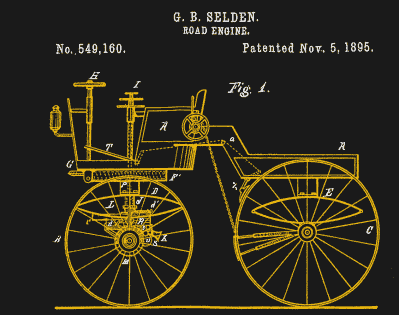 G. B. SELDEN.
ROAD ENGINE.
No. 549,160. Patented Nov. 5, 1895.
Fig. 1.
H
I
A
a
T
R
G
F
F'
D
E
L
d
d'
K
A
C
M